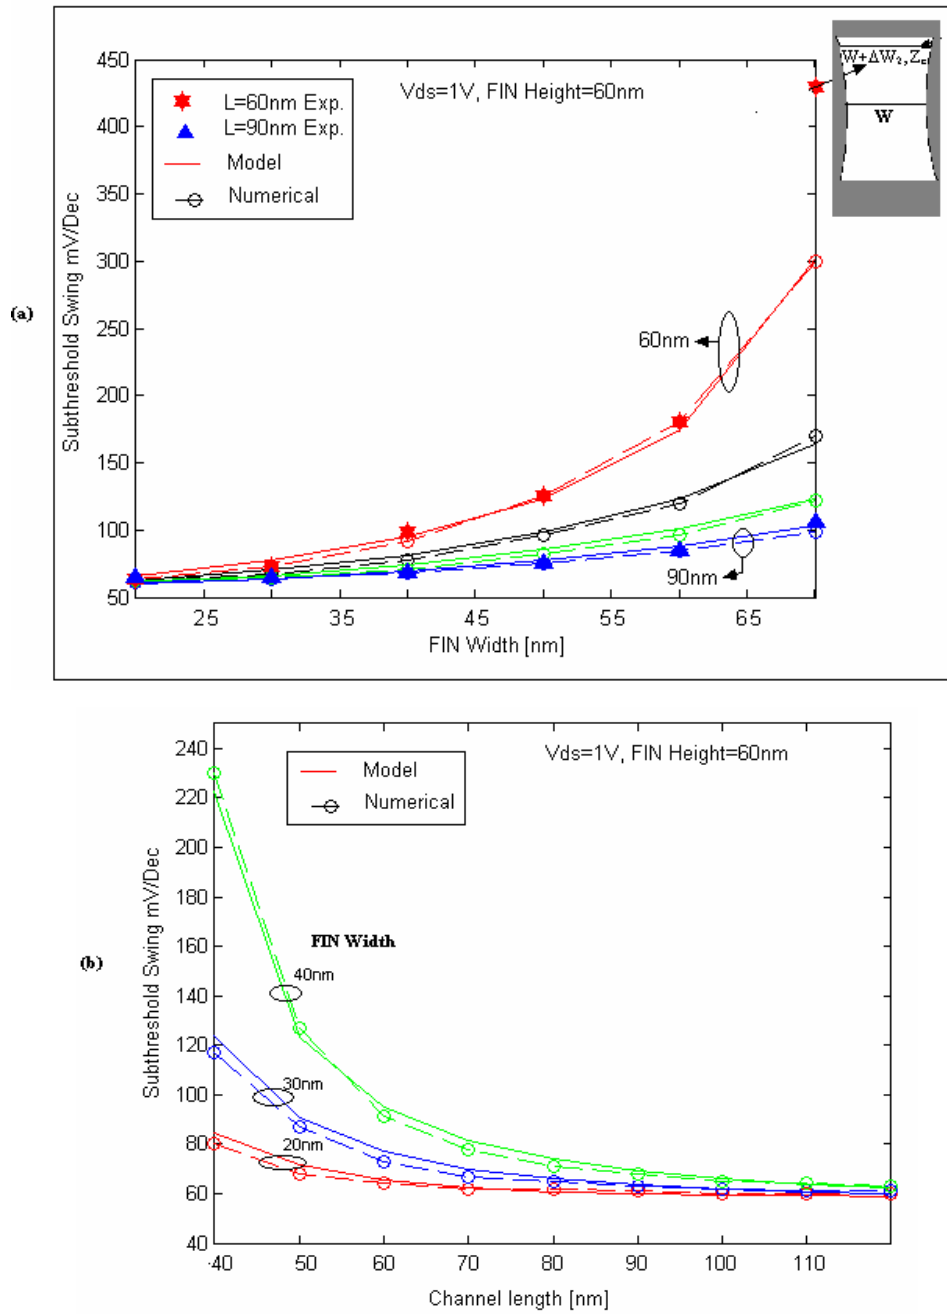 (a)
Subthreshold Swing mV/Dec
450
400
350
300
250
200
150
100
50
L=60nm Exp.
L=90nm Exp.
Model
Numerical
Vds=1V, FIN Height=60nm
W+ΔW₂,Z꜀
W
60nm
90nm
25
35
45
55
65
FIN Width [nm]
(b)
Subthreshold Swing mV/Dec
240
220
200
180
160
140
120
100
80
60
40
Model
Numerical
Vds=1V, FIN Height=60nm
FIN Width
40nm
30nm
20nm
40
50
60
70
80
90
100
110
Channel length [nm]